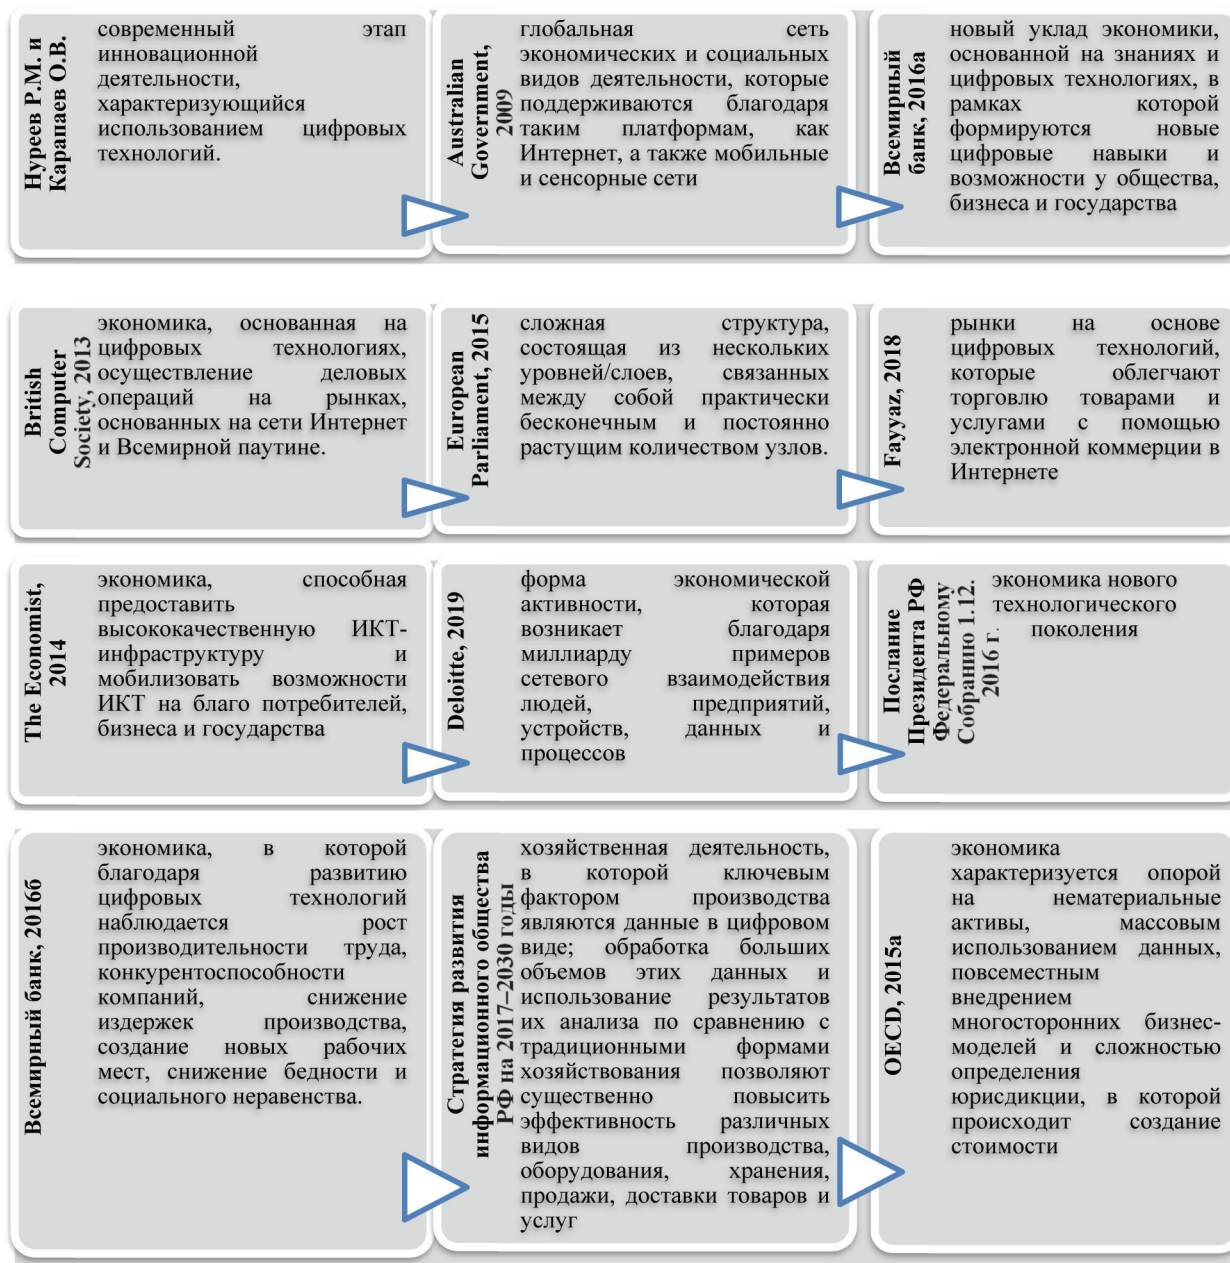 Нуреев Р.М. и
Карапаев О.В.
современный этап
инновационной
деятельности,
характеризующийся
использованием цифровых
технологий.
Australian
Government,
2009
глобальная сеть
экономических и социальных
видов деятельности, которые
поддерживаются благодаря
таким платформам, как
Интернет, а также мобильные
и сенсорные сети
Всемирный
банк, 2016а
новый уклад экономики,
основанной на знаниях и
цифровых технологиях, в
рамках которой
формируются новые
цифровые навыки и
возможности у общества,
бизнеса и государства
British
Computer
Society, 2013
экономика, основанная на
цифровых технологиях,
осуществление деловых
операций на рынках,
основанных на сети Интернет
и Всемирной паутине.
European
Parliament, 2015
сложная структура,
состоящая из нескольких
уровней/слоев, связанных
между собой практически
бесконечным и постоянно
растущим количеством узлов.
Fayyaz, 2018
рынки на основе
цифровых технологий,
которые облегчают
торговлю товарами и
услугами с помощью
электронной коммерции в
Интернете
The Economist,
2014
экономика, способная
предоставить
высококачественную ИКТ-
инфраструктуру и
мобилизовать возможности
ИКТ на благо потребителей,
бизнеса и государства
Deloitte, 2019
форма экономической
активности, которая
возникает благодаря
миллиарду примеров
сетевого взаимодействия
людей, предприятий,
устройств, данных и
процессов
Послание
Президента РФ
Федеральному
Собранию 1.12.
2016 г.
экономика нового
технологического
поколения
Всемирный банк, 2016б
экономика, в которой
благодаря развитию
цифровых технологий
наблюдается рост
производительности труда,
конкурентоспособности
компаний, снижение
издержек производства,
создание новых рабочих
мест, снижение бедности и
социального неравенства.
Стратегия развития
информационного общества
РФ на 2017–2030 годы
хозяйственная деятельность,
в которой ключевым
фактором производства
являются данные в цифровом
виде; обработка больших
объемов этих данных и
использование результатов
их анализа по сравнению с
традиционными формами
хозяйствования позволяют
существенно повысить
эффективность различных
видов производства,
оборудования, хранения,
продажи, доставки товаров и
услуг
OECD, 2015a
экономика
характеризуется опорой
на нематериальные
активы, массовым
использованием данных,
повсеместным
внедрением
многосторонних бизнес-
моделей и сложностью
определения
юрисдикции, в которой
происходит создание
стоимости